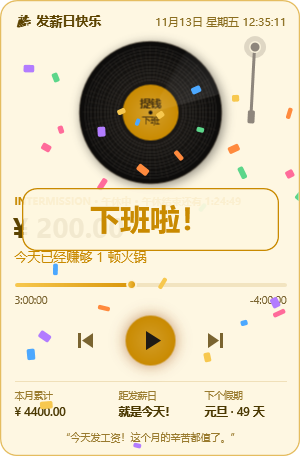 发薪日快乐
11月13日 星期五 12:35:11
提钱
下班
下班啦！
¥ 200.00
今天已经赚够 1 顿火锅
3:00:00
-4:00:00
本月累计
距发薪日
下个假期
¥ 4400.00
就是今天!
元旦 · 49 天
“今天发工资！这个月的辛苦都值了。”